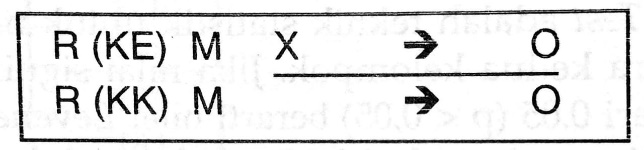 R (KE) M X → O
R (KK) M → O